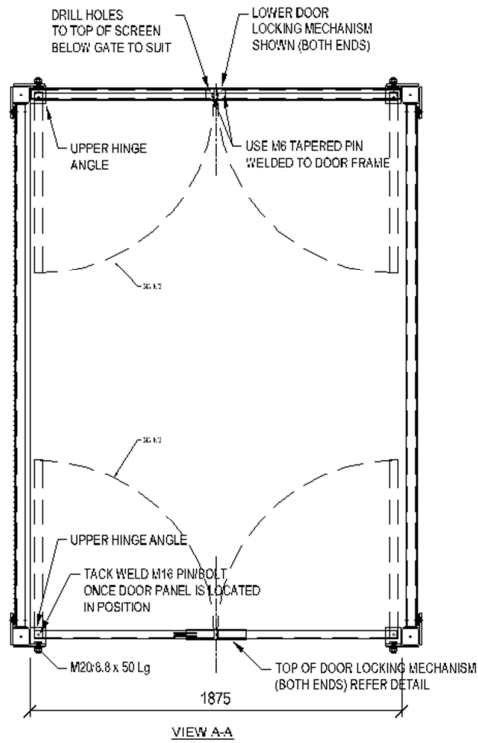 DRILL HOLES
TO TOP OF SCREEN
BELOW GATE TO SUIT
LOWER DOOR
LOCKING MECHANISM
SHOWN (BOTH ENDS)
UPPER HINGE
ANGLE
USE M6 TAPERED PIN
WELDED TO DOOR FRAME
UPPER HINGE ANGLE
TACK WELD M16 PIN/BOLT
ONCE DOOR PANEL IS LOCATED
IN POSITION
M20/8.8 x 50 Lg
TOP OF DOOR LOCKING MECHANISM
(BOTH ENDS) REFER DETAIL
1875
VIEW A-A